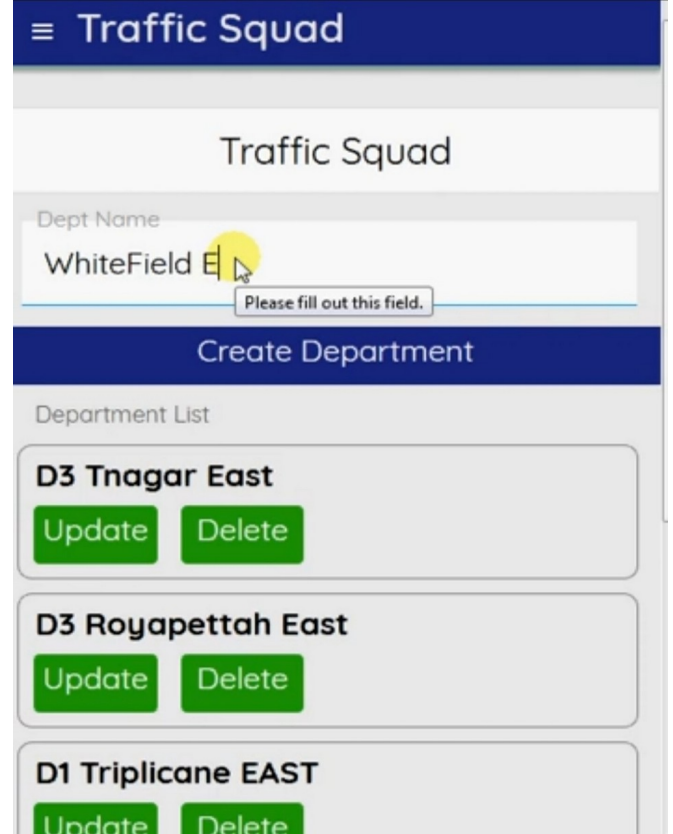 ≡ Traffic Squad
Traffic Squad
Dept Name
WhiteField E
Please fill out this field.
Create Department
Department List
D3 Tnagar East
Update Delete
D3 Royapettah East
Update Delete
D1 Triplicane EAST
Update Delete